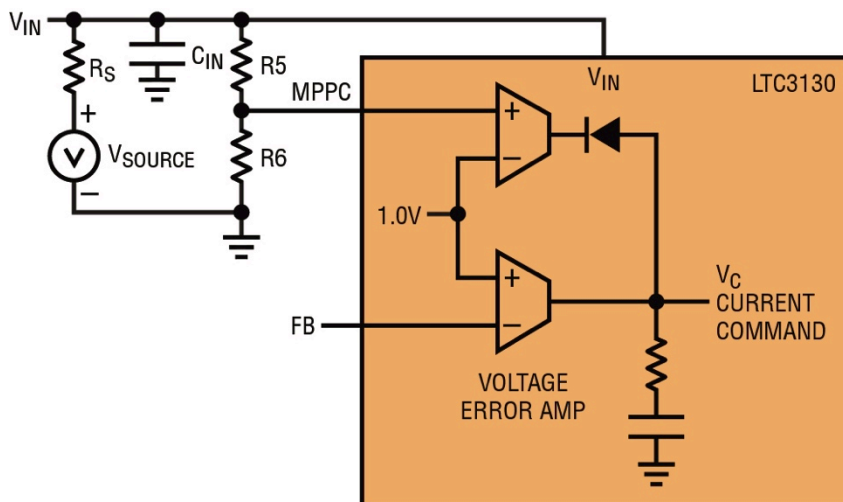 VIN
RS
CIN
R5
MPPC
VIN
LTC3130
+
V
VSOURCE
−
R6
+
−
1.0V
+
−
FB
VC
CURRENT
COMMAND
VOLTAGE
ERROR AMP